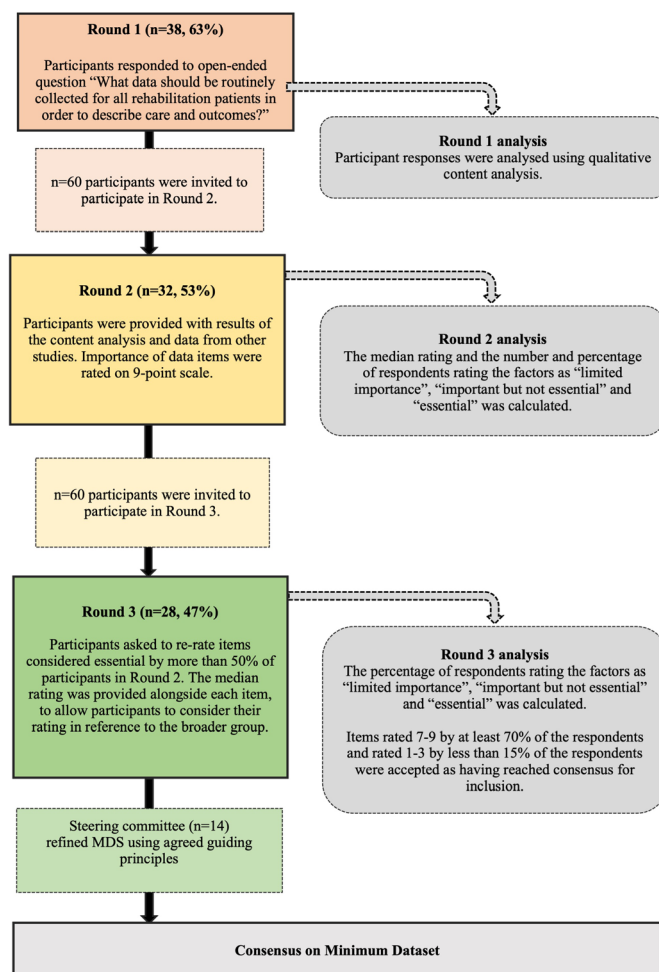 Round 1 (n=38, 63%)
Participants responded to open-ended
question “What data should be routinely
collected for all rehabilitation patients in
order to describe care and outcomes?”
Round 1 analysis
Participant responses were analysed using qualitative
content analysis.
n=60 participants were invited to
participate in Round 2.
Round 2 (n=32, 53%)
Participants were provided with results of
the content analysis and data from other
studies. Importance of data items were
rated on 9-point scale.
Round 2 analysis
The median rating and the number and percentage
of respondents rating the factors as “limited
importance”, “important but not essential” and
“essential” was calculated.
n=60 participants were invited to
participate in Round 3.
Round 3 (n=28, 47%)
Participants asked to re-rate items
considered essential by more than 50% of
participants in Round 2. The median
rating was provided alongside each item,
to allow participants to consider their
rating in reference to the broader group.
Round 3 analysis
The percentage of respondents rating the factors as
“limited importance”, “important but not essential”
and “essential” was calculated.
Items rated 7-9 by at least 70% of the respondents
and rated 1-3 by less than 15% of the respondents
were accepted as having reached consensus for
inclusion.
Steering committee (n=14)
refined MDS using agreed guiding
principles
Consensus on Minimum Dataset